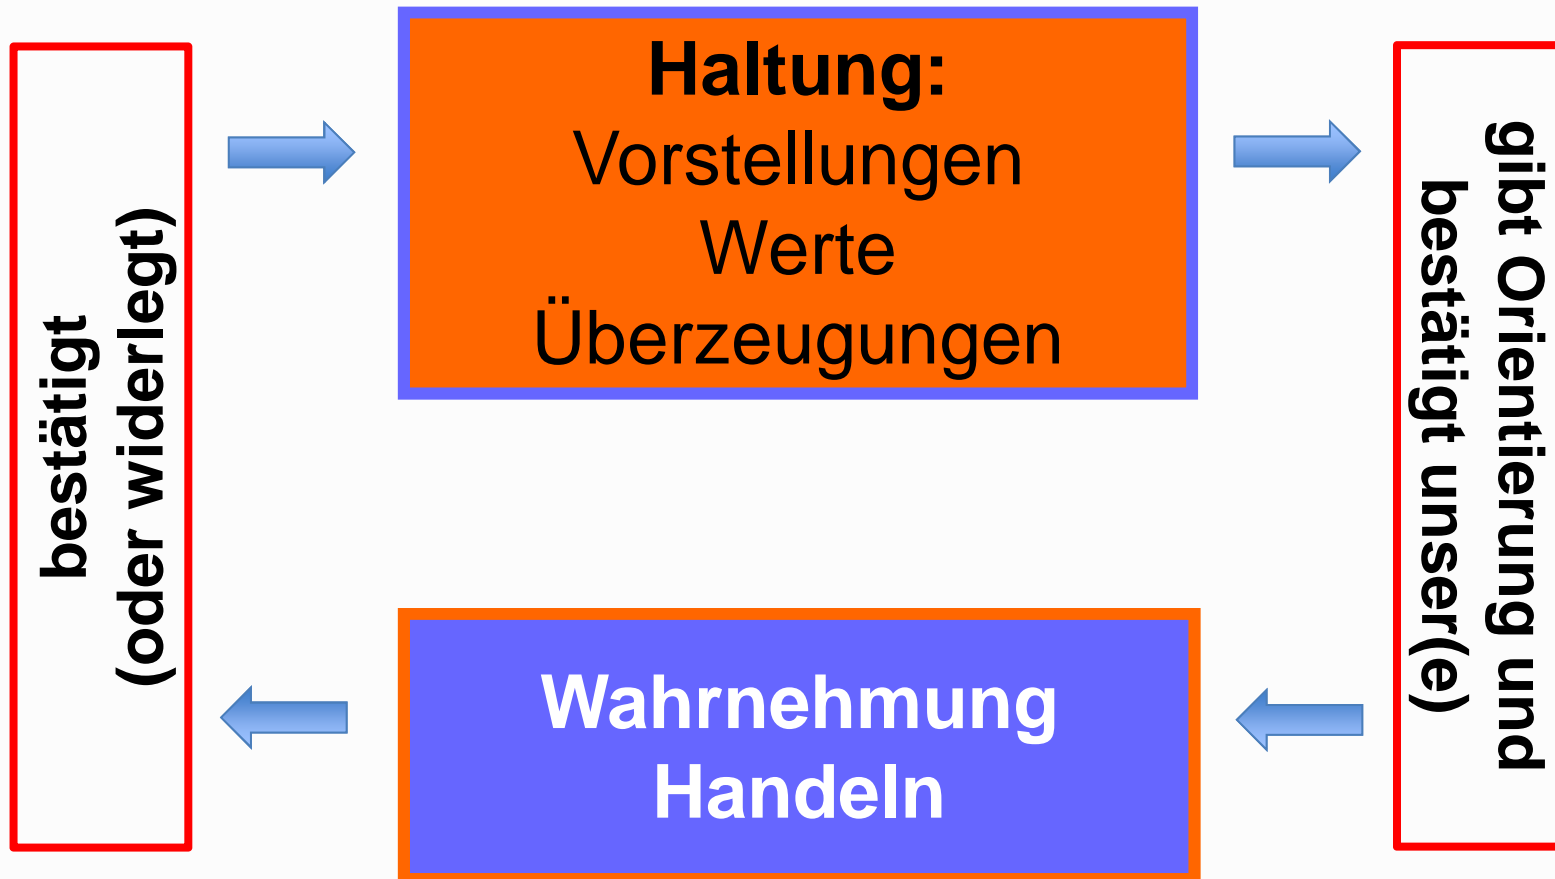 Haltung:
Vorstellungen
Werte
Überzeugungen
gibt Orientierung und
bestätigt unser(e)
Wahrnehmung
Handeln
bestätigt
(oder widerlegt)